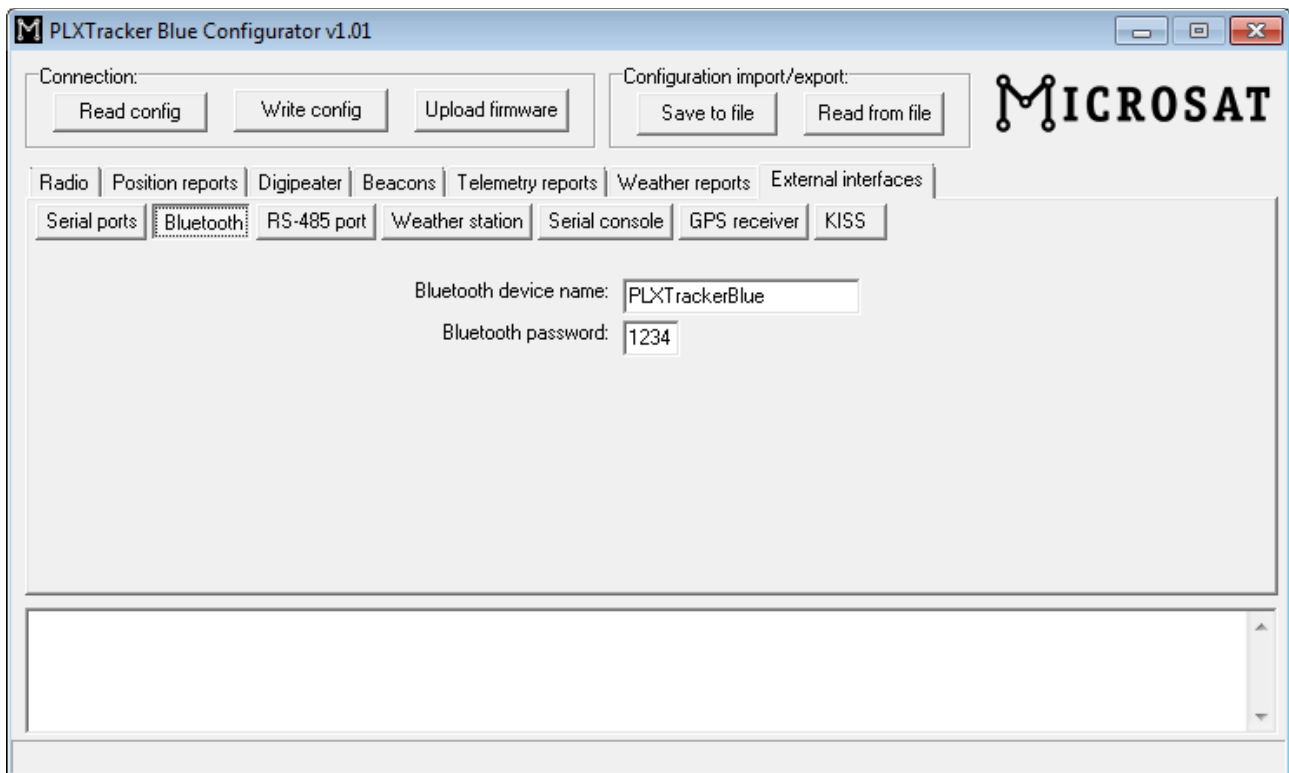 PLXTracker Blue Configurator v1.01
Connection:
Read config Write config Upload firmware
Configuration import/export:
Save to file Read from file
MICROSAT
Radio Position reports Digipeater Beacons Telemetry reports Weather reports External interfaces
Serial ports Bluetooth RS-485 port Weather station Serial console GPS receiver KISS
Bluetooth device name: PLXTrackerBlue
Bluetooth password: 1234